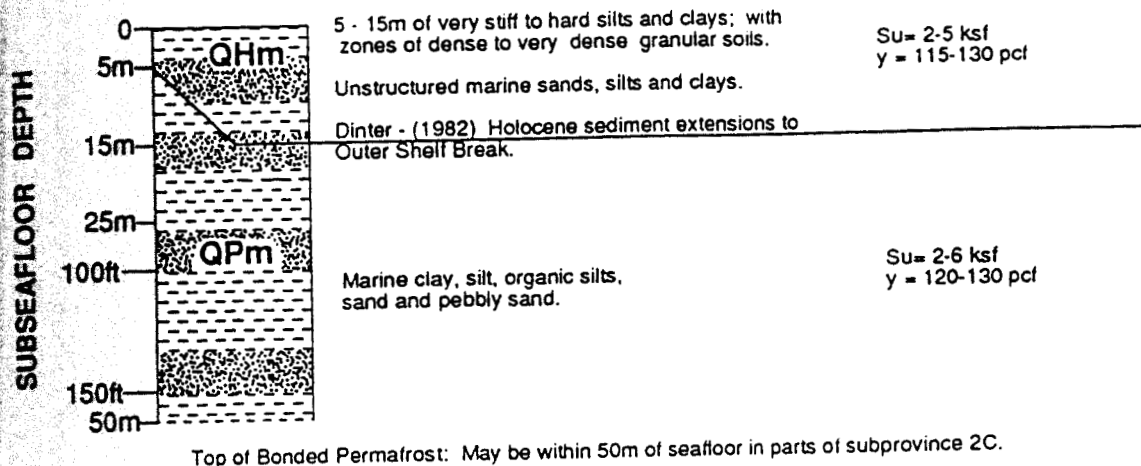 SUBSEAFLOOR DEPTH
0
5m
15m
25m
100ft
150ft
50m
QHm
QPm
5 - 15m of very stiff to hard silts and clays; with
zones of dense to very dense granular soils.
Unstructured marine sands, silts and clays.
Dinter - (1982) Holocene sediment extensions to
Outer Shelf Break.
Su= 2-5 ksf
y = 115-130 pcf
Marine clay, silt, organic silts,
sand and pebbly sand.
Su= 2-6 ksf
y = 120-130 pcf
Top of Bonded Permafrost: May be within 50m of seafloor in parts of subprovince 2C.